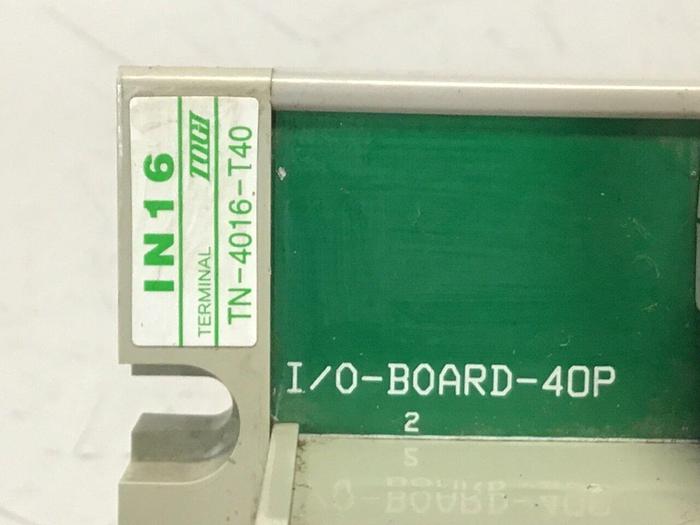 IN16
TOGI
TERMINAL
TN-4016-T40
I/O-BOARD-40P
2